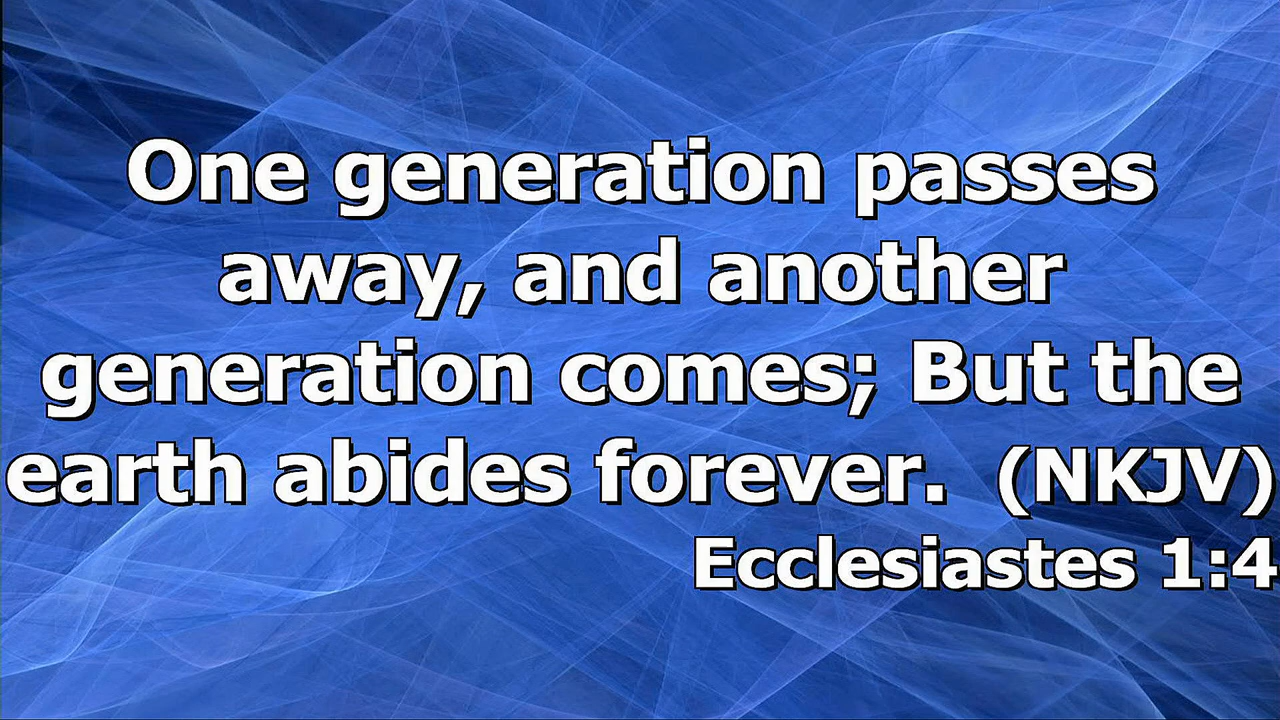 One generation passes
away, and another
generation comes; But the
earth abides forever. (NKJV)
Ecclesiastes 1:4